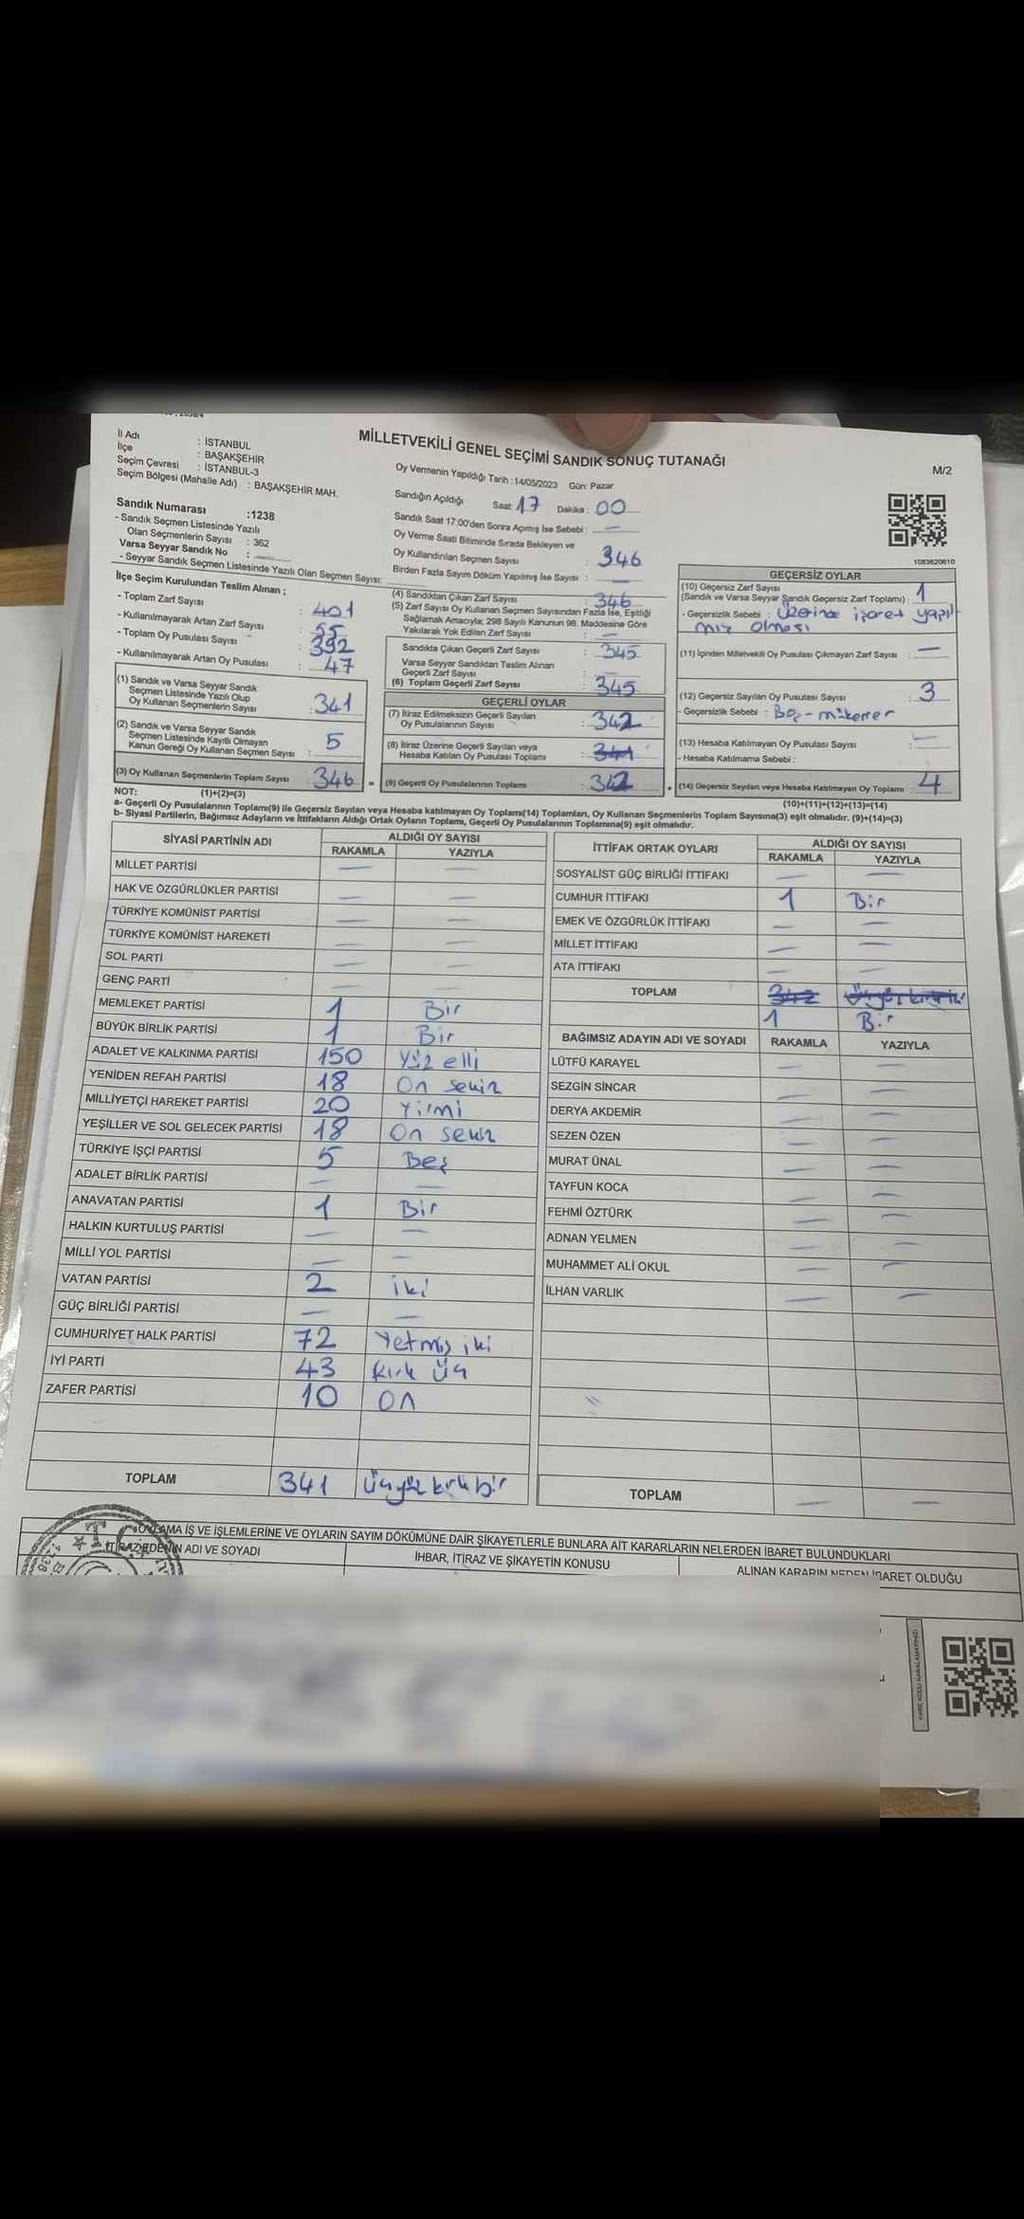 MİLLETVEKİLİ GENEL SEÇİMİ SANDIK SONUÇ TUTANAĞI
M/2
İl Adı : İSTANBUL
İlçe : BAŞAKŞEHİR
Seçim Çevresi : İSTANBUL-3
Seçim Bölgesi (Mahalle Adı) : BAŞAKŞEHİR MAH.
Sandık Numarası :1238
- Sandık Seçmen Listesinde Yazılı
Olan Seçmenlerin Sayısı : 362
Varsa Seyyar Sandık No :
- Seyyar Sandık Seçmen Listesinde Yazılı Olan Seçmen Sayısı:
Oy Vermenin Yapıldığı Tarih :14/05/2023 Gün: Pazar
Sandığın Açıldığı Saat: 17 Dakika : 00
Sandık Saat 17:00'den Sonra Açımış İse Sebebi : —
Oy Verme Saati Bitiminde Sırada Bekleyen ve
Oy Kullandırılan Seçmen Sayısı : 346
Birden Fazla Sayım Döküm Yapılmış İse Sayısı : —
1083620610
İlçe Seçim Kurulundan Teslim Alınan ;
- Toplam Zarf Sayısı : 401
- Kullanılmayarak Artan Zarf Sayısı : 55
- Toplam Oy Pusulası Sayısı : 392
- Kullanılmayarak Artan Oy Pusulası : 47
(1) Sandık ve Varsa Seyyar Sandık
Seçmen Listesinde Yazılı Olup
Oy Kullanan Seçmenlerin Sayısı : 341
(2) Sandık ve Varsa Seyyar Sandık
Seçmen Listesinde Kayıtlı Olmayan
Kanun Gereği Oy Kullanan Seçmen Sayısı : 5
(3) Oy Kullanan Seçmenlerin Toplam Sayısı : 346 =
(4) Sandıktan Çıkan Zarf Sayısı : 346
(5) Zarf Sayısı Oy Kullanan Seçmen Sayısından Fazla İse, Eşitliği
Sağlamak Amacıyla, 298 Sayılı Kanunun 98. Maddesine Göre
Yakılarak Yok Edilen Zarf Sayısı : —
Sandıkta Çıkan Geçerli Zarf Sayısı : 345
Varsa Seyyar Sandıktan Teslim Alınan
Geçerli Zarf Sayısı : —
(6) Toplam Geçerli Zarf Sayısı : 345
GEÇERLİ OYLAR
(7) İtiraz Edilmeksizin Geçerli Sayılan
Oy Pusulalarının Sayısı : 342
(8) İtiraz Üzerine Geçerli Sayılan veya
Hesaba Katılan Oy Pusulası Toplamı : 341
(9) Geçerli Oy Pusulalarının Toplamı : 342 +
GEÇERSİZ OYLAR
(10) Geçersiz Zarf Sayısı
(Sandık ve Varsa Seyyar Sandık Geçersiz Zarf Toplamı) : 1
- Geçersizlik Sebebi : Üzerine işaret yapıl
mış olması
(11) İçinden Milletvekili Oy Pusulası Çıkmayan Zarf Sayısı : —
(12) Geçersiz Sayılan Oy Pusulası Sayısı : 3
- Geçersizlik Sebebi : Boş - mükerrer
(13) Hesaba Katılmayan Oy Pusulası Sayısı : —
- Hesaba Katılmama Sebebi :
(14) Geçersiz Sayılan veya Hesaba Katılmayan Oy Toplamı : 4
NOT: (1)+(2)=(3)
(10)+(11)+(12)+(13)=(14)
a- Geçerli Oy Pusulalarının Toplamı(9) ile Geçersiz Sayılan veya Hesaba katılmayan Oy Toplamı(14) Toplamları, Oy Kullanan Seçmenlerin Toplam Sayısına(3) eşit olmalıdır. (9)+(14)=(3)
b- Siyasi Partilerin, Bağımsız Adayların ve İttifakların Aldığı Ortak Oyların Toplamı, Geçerli Oy Pusulalarının Toplamına(9) eşit olmalıdır.
SİYASİ PARTİNİN ADI ALDIĞI OY SAYISI
RAKAMLA YAZIYLA
MİLLET PARTİSİ — —
HAK VE ÖZGÜRLÜKLER PARTİSİ — —
TÜRKİYE KOMÜNİST PARTİSİ — —
TÜRKİYE KOMÜNİST HAREKETİ — —
SOL PARTİ — —
GENÇ PARTİ — —
MEMLEKET PARTİSİ 1 Bir
BÜYÜK BİRLİK PARTİSİ 1 Bir
ADALET VE KALKINMA PARTİSİ 150 Yüz elli
YENİDEN REFAH PARTİSİ 18 On sekiz
MİLLİYETÇİ HAREKET PARTİSİ 20 Yirmi
YEŞİLLER VE SOL GELECEK PARTİSİ 18 On sekiz
TÜRKİYE İŞÇİ PARTİSİ 5 Beş
ADALET BİRLİK PARTİSİ — —
ANAVATAN PARTİSİ 1 Bir
HALKIN KURTULUŞ PARTİSİ — —
MİLLİ YOL PARTİSİ — —
VATAN PARTİSİ 2 iki
GÜÇ BİRLİĞİ PARTİSİ — —
CUMHURİYET HALK PARTİSİ 72 Yetmiş iki
İYİ PARTİ 43 Kırk üç
ZAFER PARTİSİ 10 On
TOPLAM 341 Üçyüz kırk bir
İTTİFAK ORTAK OYLARI ALDIĞI OY SAYISI
RAKAMLA YAZIYLA
SOSYALİST GÜÇ BİRLİĞİ İTTİFAKI — —
CUMHUR İTTİFAKI 1 Bir
EMEK VE ÖZGÜRLÜK İTTİFAKI — —
MİLLET İTTİFAKI — —
ATA İTTİFAKI — —
TOPLAM 342 Üçyüz kırk iki
1 Bir
BAĞIMSIZ ADAYIN ADI VE SOYADI RAKAMLA YAZIYLA
LÜTFÜ KARAYEL — —
SEZGİN SİNCAR — —
DERYA AKDEMİR — —
SEZEN ÖZEN — —
MURAT ÜNAL — —
TAYFUN KOCA — —
FEHMİ ÖZTÜRK — —
ADNAN YELMEN — —
MUHAMMET ALİ OKUL — —
İLHAN VARLIK — —
TOPLAM — —
OYLAMA İŞ VE İŞLEMLERİNE VE OYLARIN SAYIM DÖKÜMÜNE DAİR ŞİKAYETLERLE BUNLARA AİT KARARLARIN NELERDEN İBARET BULUNDUKLARI
İTİRAZ EDENİN ADI VE SOYADI İHBAR, İTİRAZ VE ŞİKAYETİN KONUSU ALINAN KARARIN NEDEN İBARET OLDUĞU
T.C.
KARE KODU KARALAMAYINIZ!